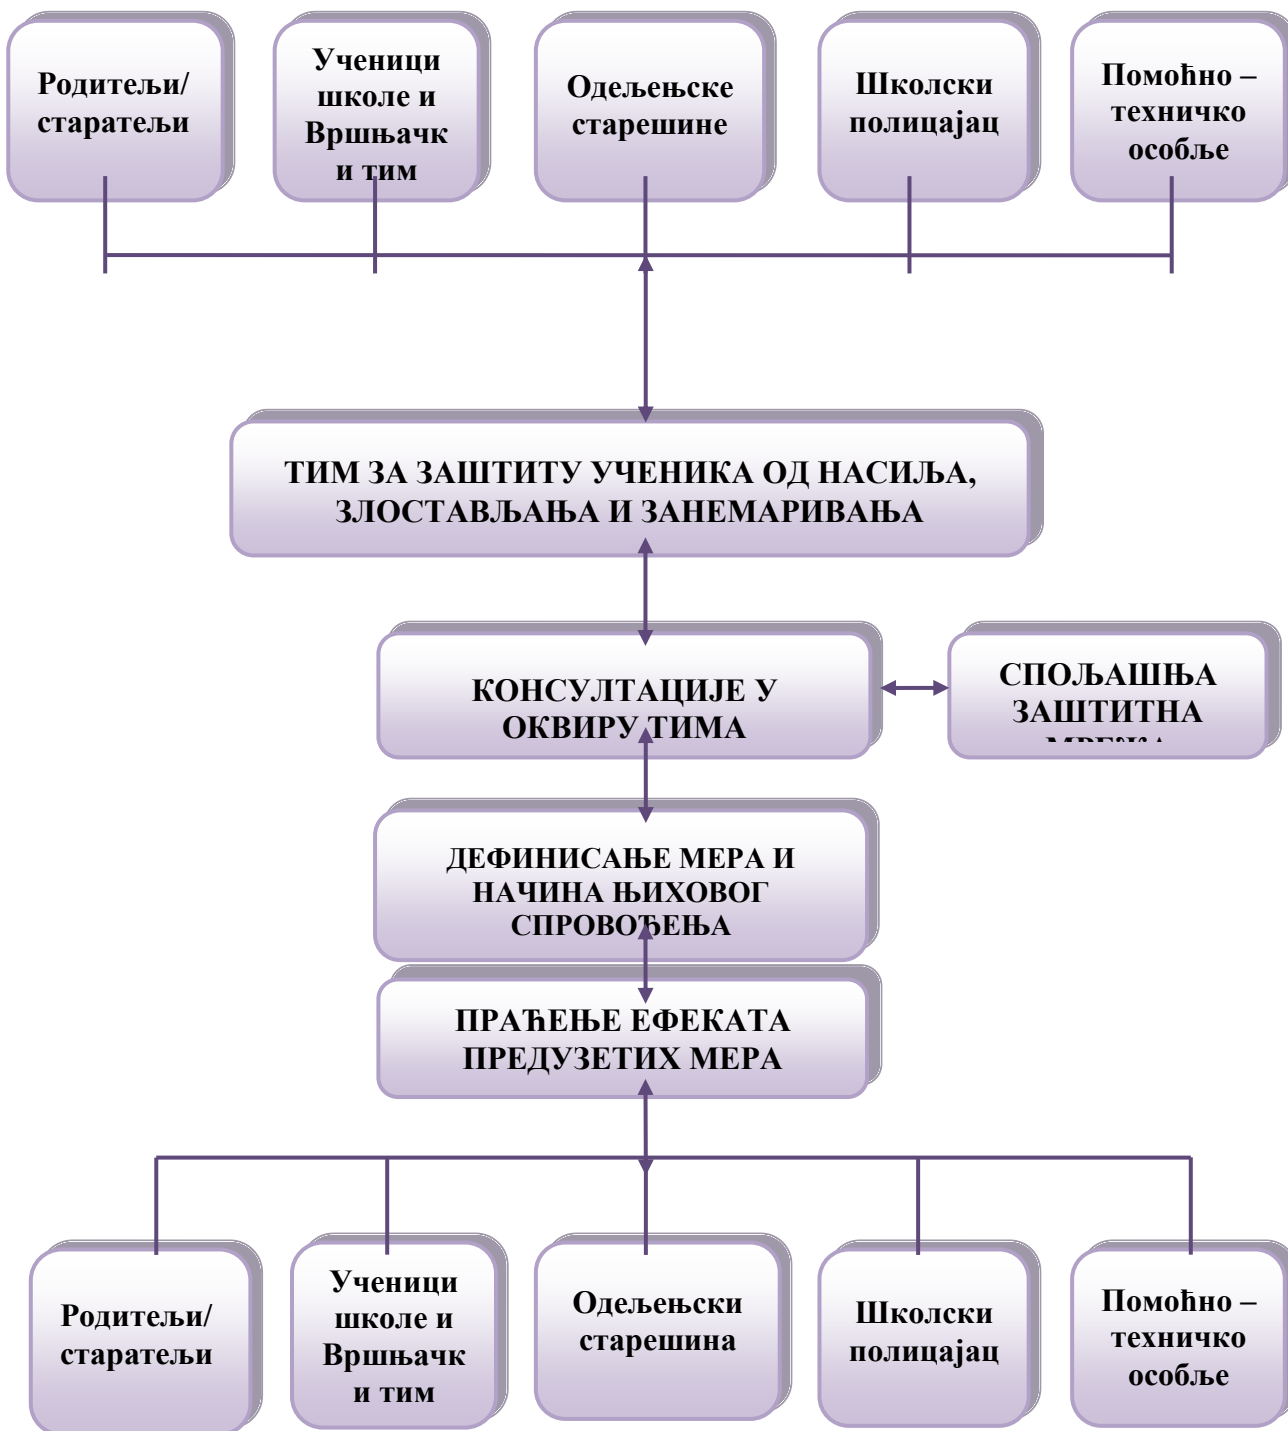 Родитељи/
старатељи
Ученици
школе и
Вршњачк
и тим
Одељењске
старешине
Школски
полицајац
Помоћно –
техничко
особље
ТИМ ЗА ЗАШТИТУ УЧЕНИКА ОД НАСИЉА,
ЗЛОСТАВЉАЊА И ЗАНЕМАРИВАЊА
КОНСУЛТАЦИЈЕ У
ОКВИРУ ТИМА
СПОЉАШЊА
ЗАШТИТНА
ДЕФИНИСАЊЕ МЕРА И
НАЧИНА ЊИХОВОГ
СПРОВОЂЕЊА
ПРАЋЕЊЕ ЕФЕКАТА
ПРЕДУЗЕТИХ МЕРА
Родитељи/
старатељи
Ученици
школе и
Вршњачк
и тим
Одељењски
старешина
Школски
полицајац
Помоћно –
техничко
особље